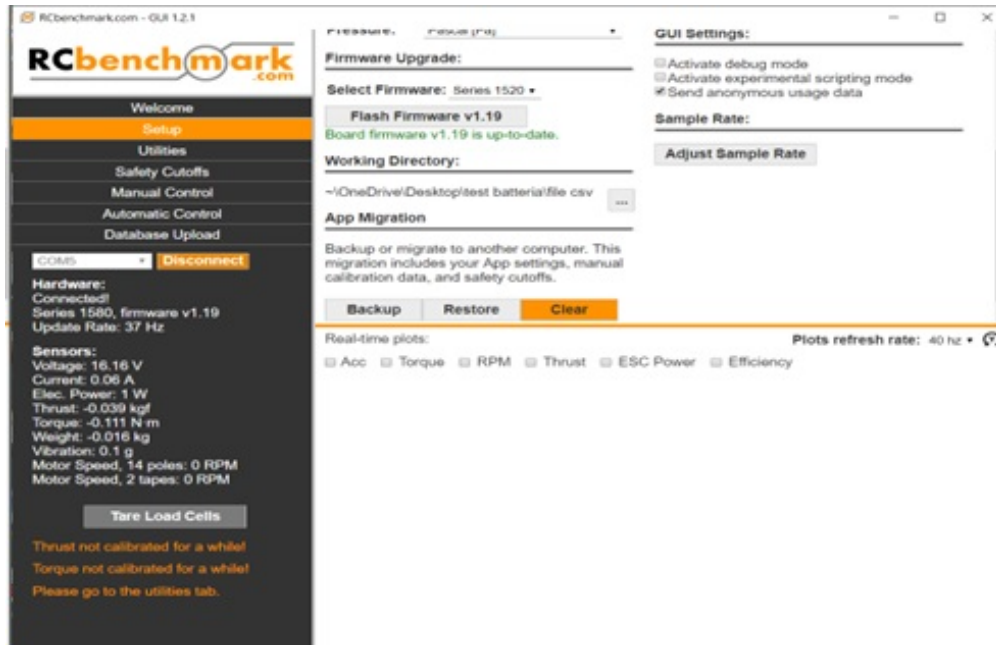 RCbenchmark.com - GUI 1.2.1
RCbenchmark
.com
Welcome
Setup
Utilities
Safety Cutoffs
Manual Control
Automatic Control
Database Upload
COM5 Disconnect
Hardware:
Connected!
Series 1580, firmware v1.19
Update Rate: 37 Hz
Sensors:
Voltage: 16.16 V
Current: 0.06 A
Elec. Power: 1 W
Thrust: -0.039 kgf
Torque: -0.111 N·m
Weight: -0.016 kg
Vibration: 0.1 g
Motor Speed, 14 poles: 0 RPM
Motor Speed, 2 tapes: 0 RPM
Tare Load Cells
Thrust not calibrated for a while!
Torque not calibrated for a while!
Please go to the utilities tab.
Pressure: Pascal [Pa]
Firmware Upgrade:
Select Firmware: Series 1520
Flash Firmware v1.19
Board firmware v1.19 is up-to-date.
Working Directory:
~\OneDrive\Desktop\test batteria\file csv ...
App Migration
Backup or migrate to another computer. This
migration includes your App settings, manual
calibration data, and safety cutoffs.
Backup Restore Clear
GUI Settings:
Activate debug mode
Activate experimental scripting mode
Send anonymous usage data
Sample Rate:
Adjust Sample Rate
Real-time plots: Plots refresh rate: 40 hz
Acc Torque RPM Thrust ESC Power Efficiency